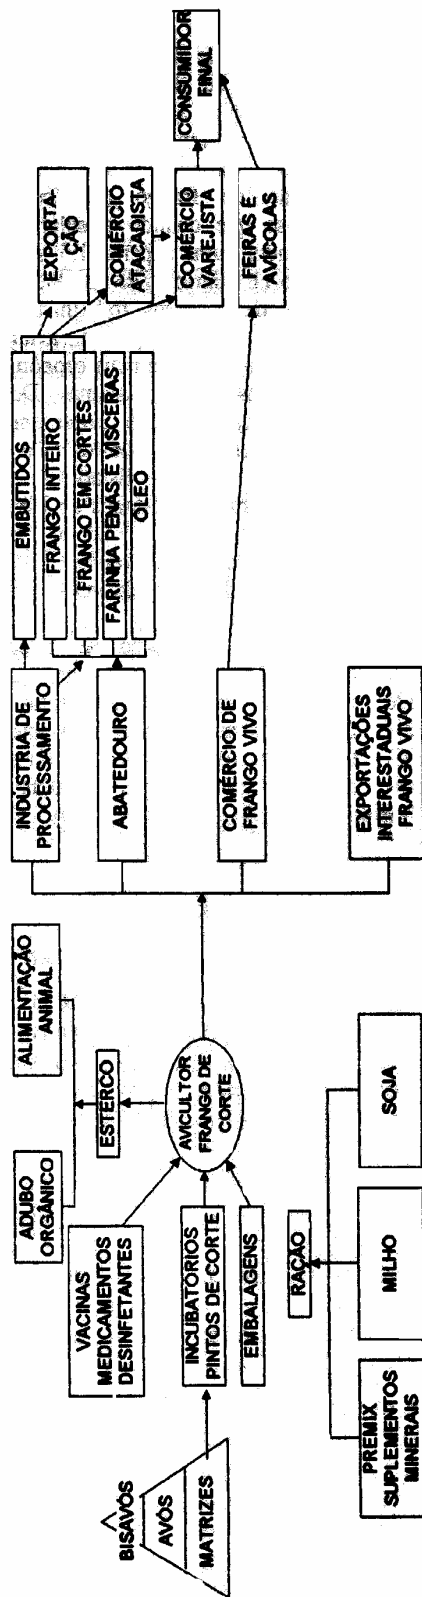 BISAVÓS
AVÓS
MATRIZES
VACINAS
MEDICAMENTOS
DESINFETANTES
INCUBATÓRIOS
PINTOS DE CORTE
EMBALAGENS
PREMIX
SUPLEMENTOS
MINERAIS
MILHO
SOJA
RAÇÃO
ADUBO
ORGÂNICO
ALIMENTAÇÃO
ANIMAL
ESTERCO
AVICULTOR
FRANGO DE
CORTE
INDÚSTRIA DE
PROCESSAMENTO
ABATEDOURO
COMÉRCIO DE
FRANGO VIVO
EXPORTAÇÕES
INTERESTADUAIS
FRANGO VIVO
EMBUTIDOS
FRANGO INTEIRO
FRANGO EM CORTES
FARINHA PENAS E VÍSCERAS
ÓLEO
EXPORTA-
ÇÃO
COMÉRCIO
ATACADISTA
COMÉRCIO
VAREJISTA
FEIRAS E
AVÍCOLAS
CONSUMIDOR
FINAL